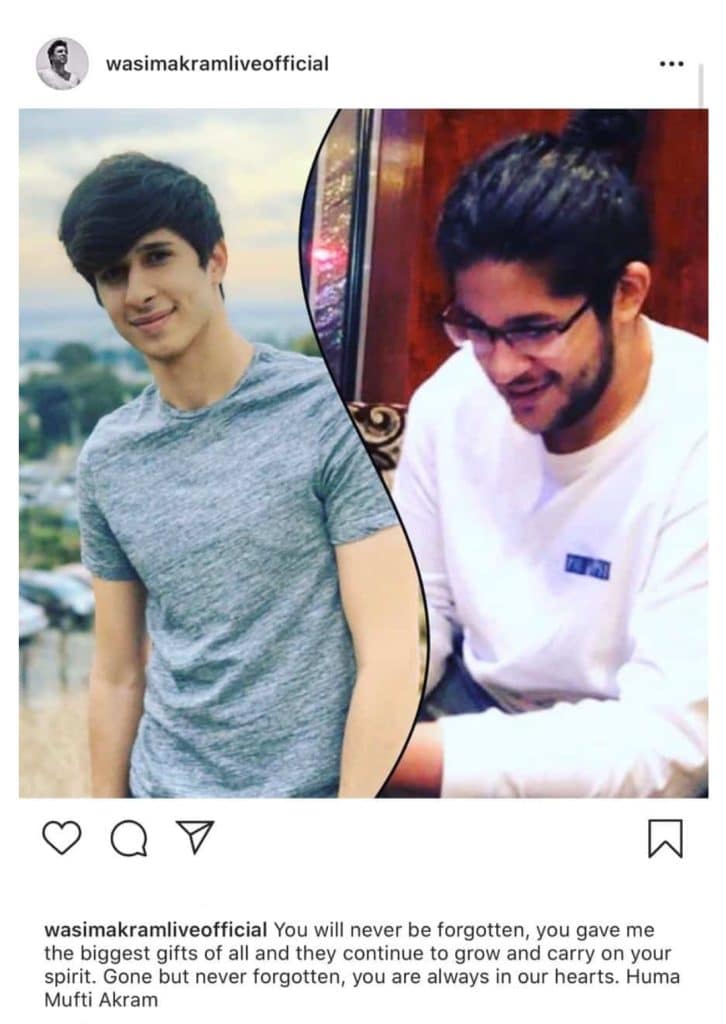 wasimakramliveofficial
wasimakramliveofficial You will never be forgotten, you gave me
the biggest gifts of all and they continue to grow and carry on your
spirit. Gone but never forgotten, you are always in our hearts. Huma
Mufti Akram